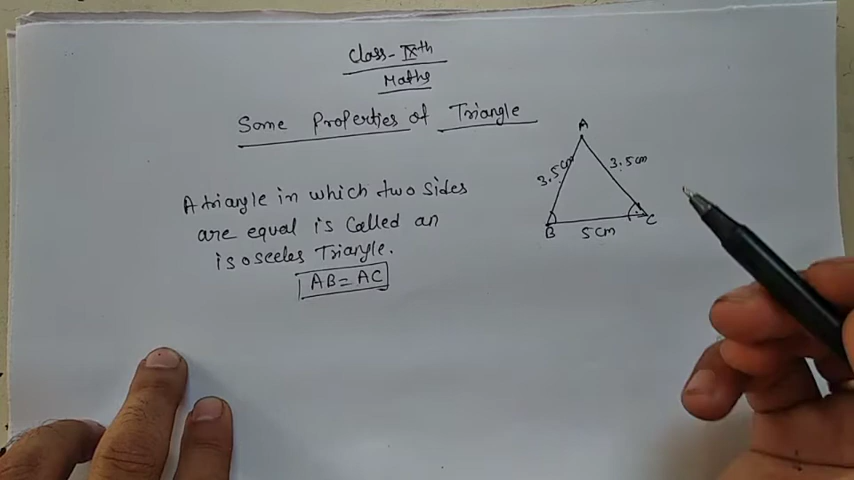 Class-IXth
Maths
Some Properties of Triangle
A triangle in which two sides
are equal is called an
isosceles Triangle.
AB=AC
A
3.5cm
3.5cm
B
C
5cm